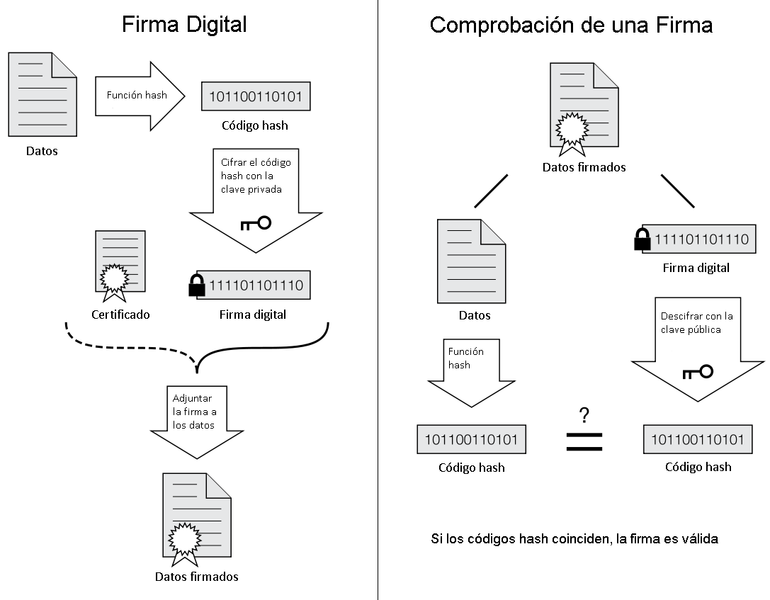 Firma Digital
Datos
Función hash
101100110101
Código hash
Cifrar el código
hash con la
clave privada
Certificado
111101101110
Firma digital
Adjuntar
la firma a
los datos
Datos firmados
Comprobación de una Firma
Datos firmados
Datos
111101101110
Firma digital
Función
hash
Descifrar con la
clave pública
101100110101
Código hash
?
101100110101
Código hash
Si los códigos hash coinciden, la firma es válida